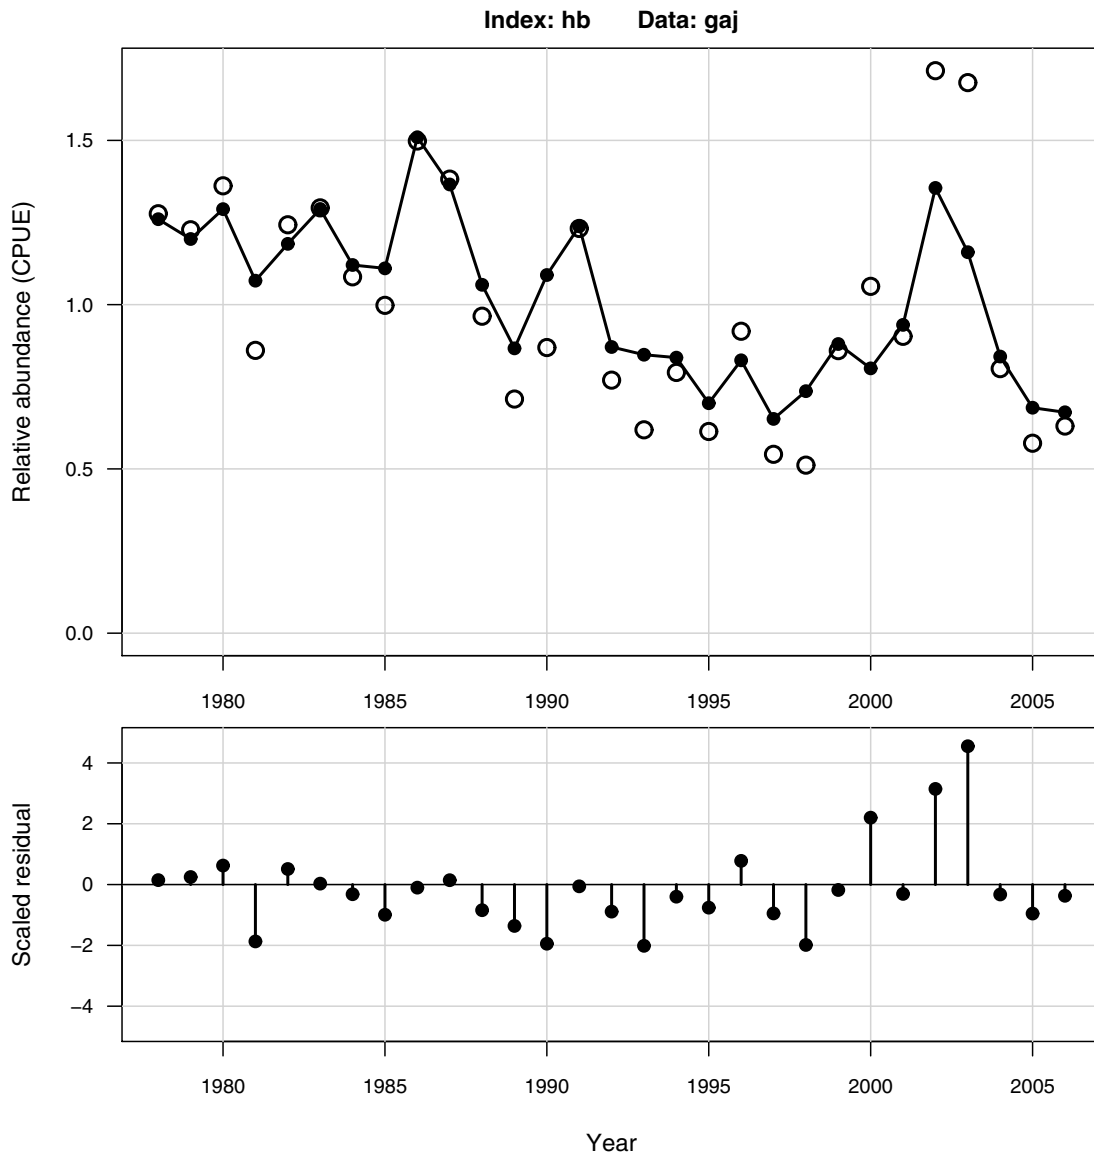 Index: hb Data: gaj
Relative abundance (CPUE)
1.5
1.0
0.5
0.0
1980 1985 1990 1995 2000 2005
Scaled residual
4
2
0
−2
−4
1980 1985 1990 1995 2000 2005
Year